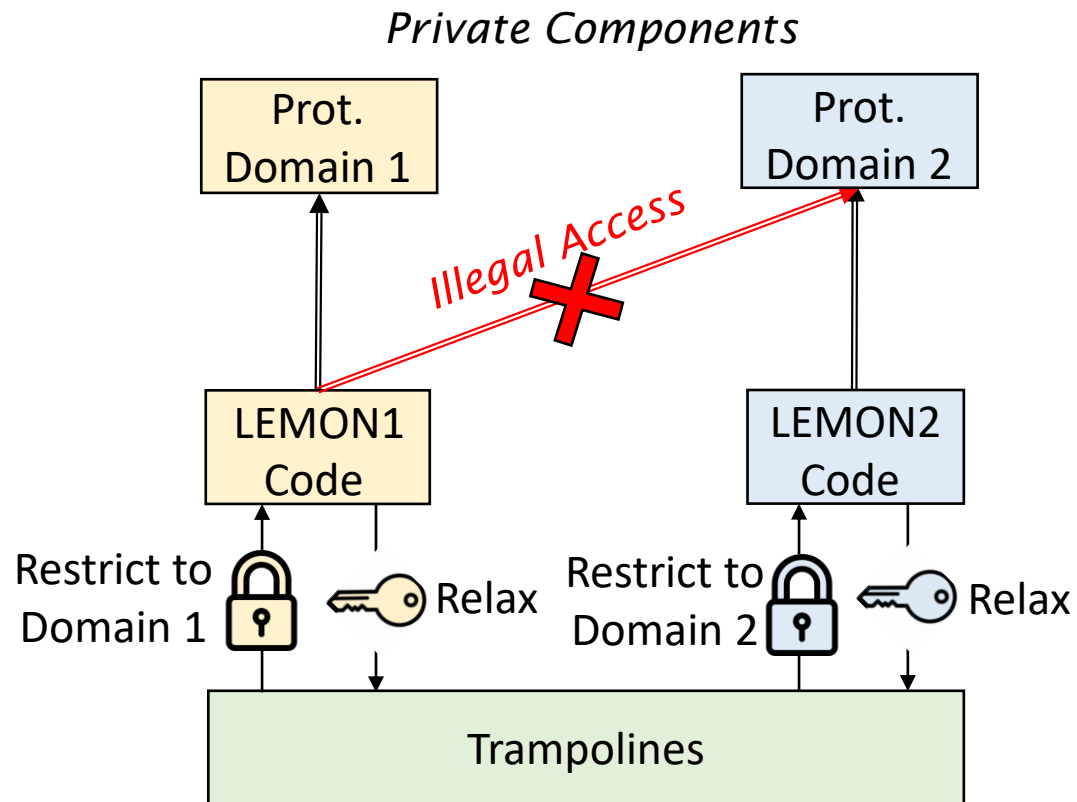 Private Components
Prot.
Domain 1
Prot.
Domain 2
Illegal Access
LEMON1
Code
LEMON2
Code
Restrict to
Domain 1
Relax
Restrict to
Domain 2
Relax
Trampolines